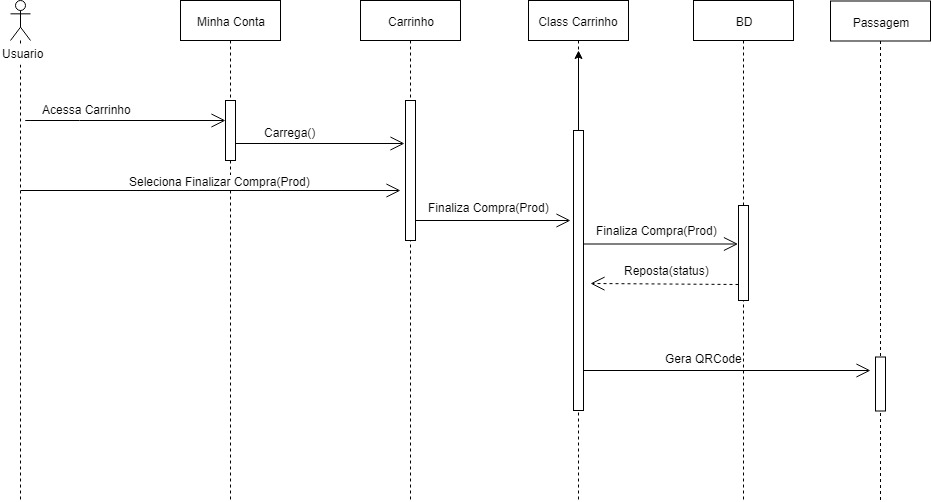 Minha Conta
Carrinho
Class Carrinho
BD
Passagem
Usuario
Acessa Carrinho
Carrega()
Seleciona Finalizar Compra(Prod)
Finaliza Compra(Prod)
Finaliza Compra(Prod)
Reposta(status)
Gera QRCode